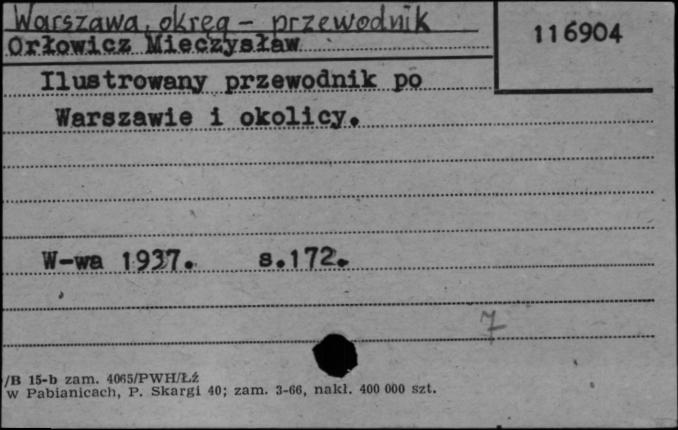 Warszawa, okręg - przewodnik
116904
Orłowicz Mieczysław
Ilustrowany przewodnik po
Warszawie i okolicy.
W-wa 1937. s.172.
7
/B 15-b zam. 4065/PWH/Łź
w Pabianicach, P. Skargi 40; zam. 3-66, nakł. 400 000 szt.